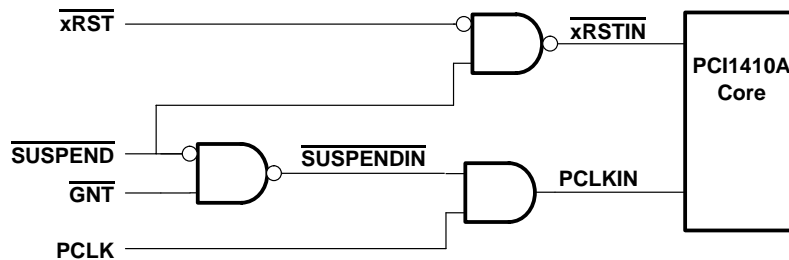 xRST
xRSTIN
PCI1410A
Core
SUSPEND
SUSPENDIN
GNT
PCLKIN
PCLK